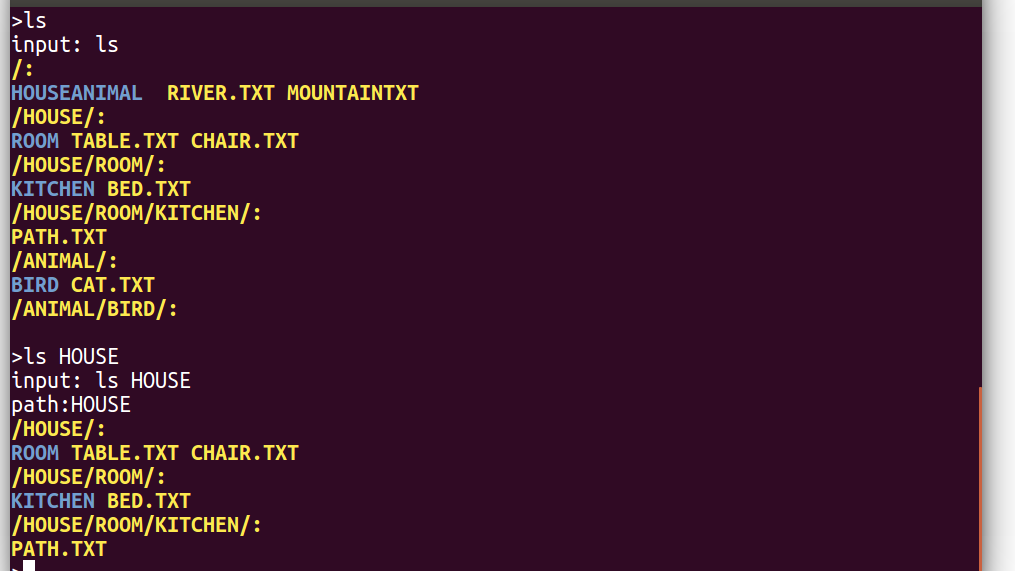 >ls
input: ls
/:
HOUSEANIMAL  RIVER.TXT MOUNTAINTXT
/HOUSE/:
ROOM TABLE.TXT CHAIR.TXT
/HOUSE/ROOM/:
KITCHEN BED.TXT
/HOUSE/ROOM/KITCHEN/:
PATH.TXT
/ANIMAL/:
BIRD CAT.TXT
/ANIMAL/BIRD/:

>ls HOUSE
input: ls HOUSE
path:HOUSE
/HOUSE/:
ROOM TABLE.TXT CHAIR.TXT
/HOUSE/ROOM/:
KITCHEN BED.TXT
/HOUSE/ROOM/KITCHEN/:
PATH.TXT
>